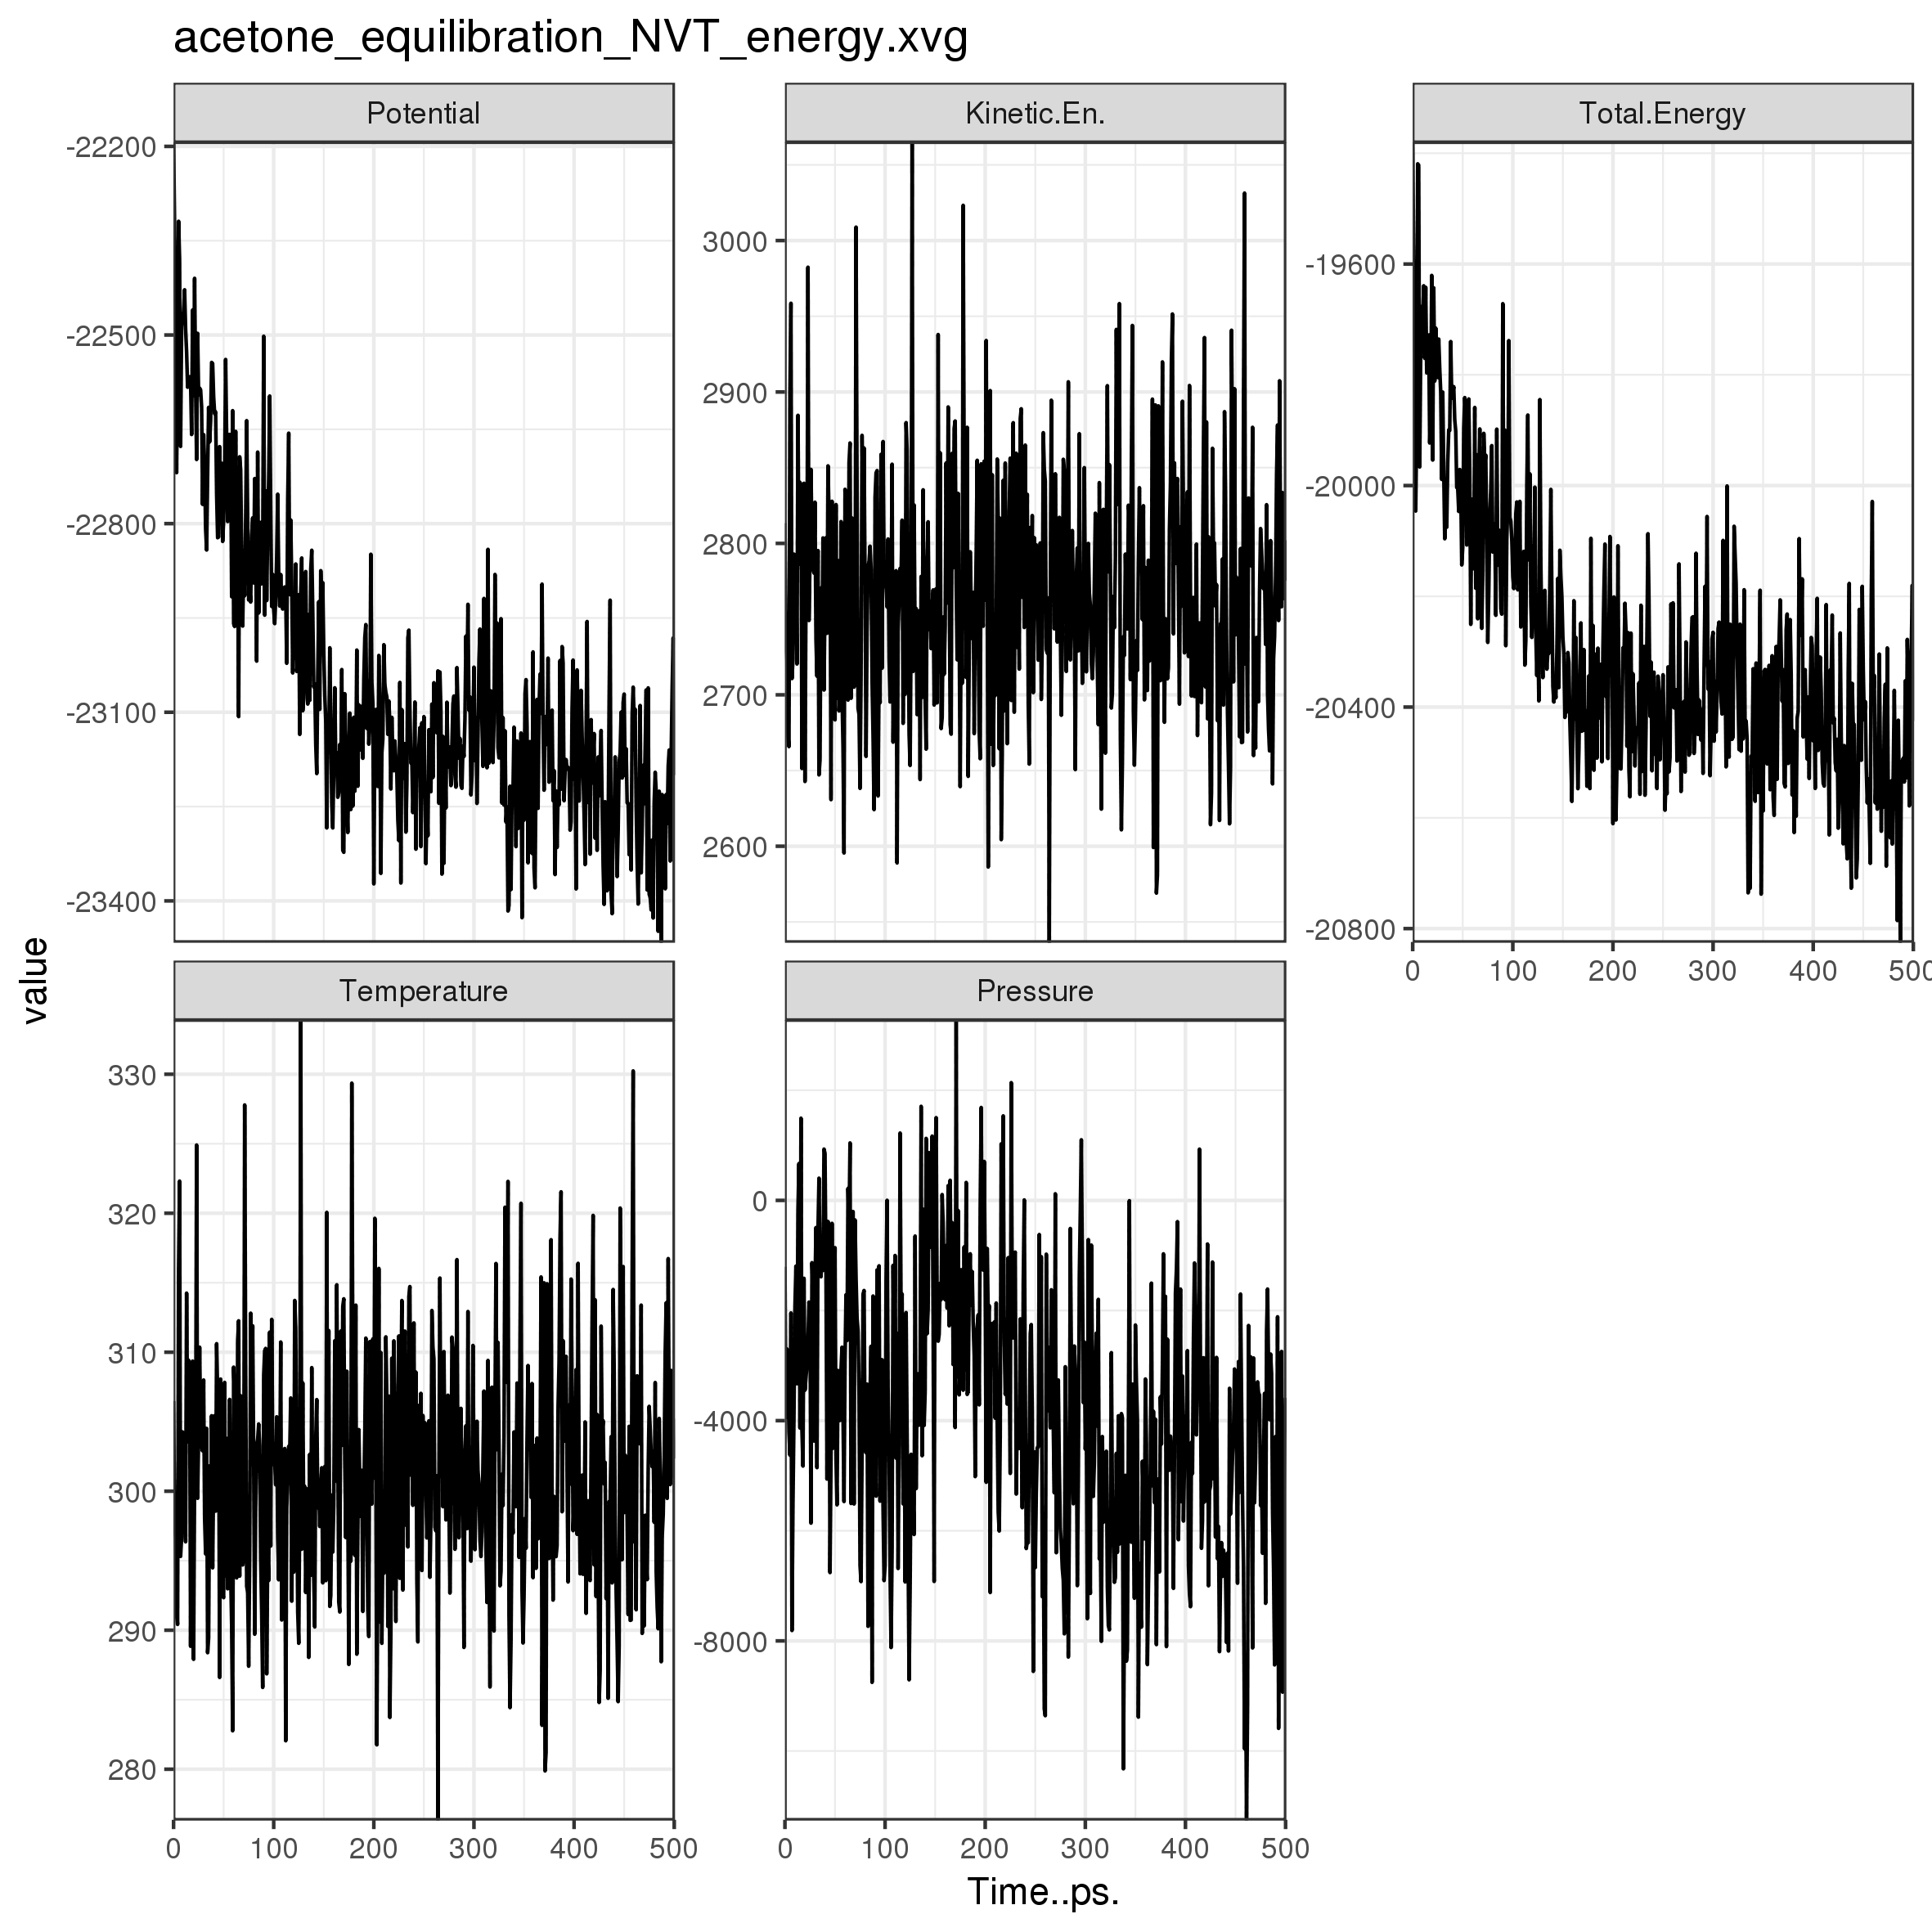 acetone_equilibration_NVT_energy.xvg
Potential
Kinetic.En.
Total.Energy
-22200
-22500
-22800
-23100
-23400
3000
2900
2800
2700
2600
-19600
-20000
-20400
-20800
0 100 200 300 400 500
value
Temperature
Pressure
330
320
310
300
290
280
0
-4000
-8000
0 100 200 300 400 500
0 100 200 300 400 500
Time..ps.